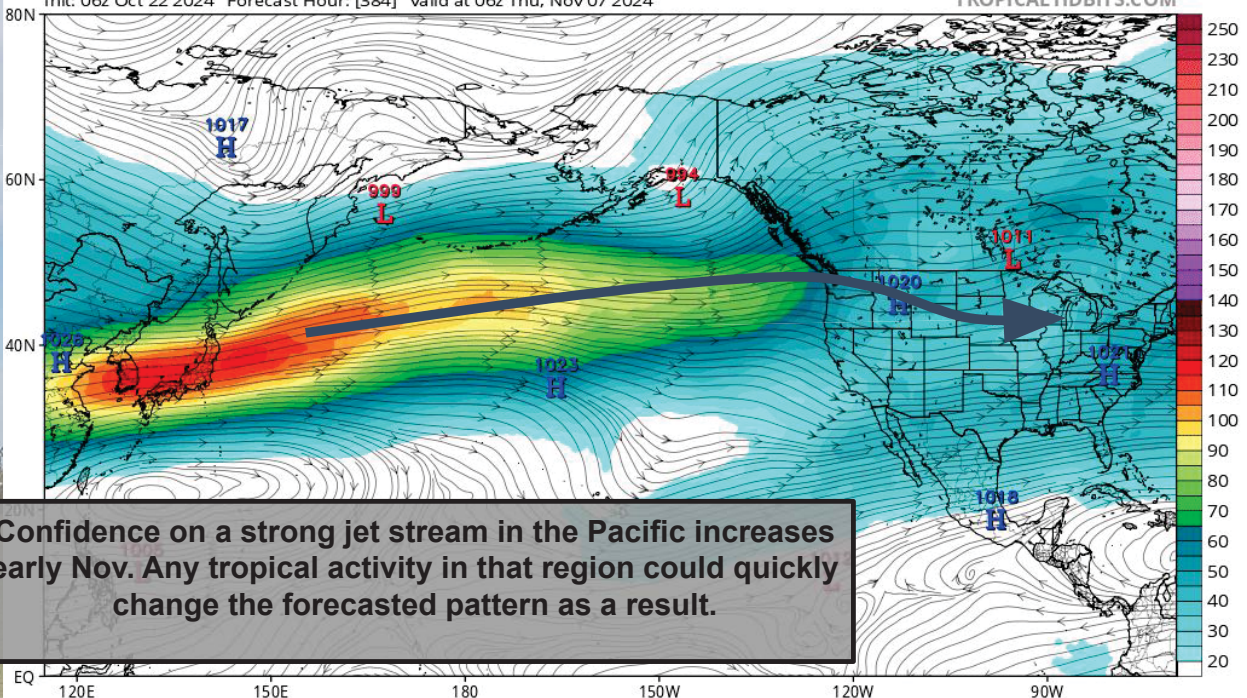 Init: 06z Oct 22 2024 Forecast Hour: [384] valid at 06z Thu, Nov 07 2024
TROPICALTIDBITS.COM
80N
60N
40N
20N
EQ
120E
150E
180
150W
120W
90W
250
230
210
200
190
180
170
160
150
140
130
120
110
100
90
80
70
60
50
40
30
20
1017
H
999
L
994
L
1011
L
1020
H
1026
H
1023
H
1021
H
1018
H
1005
Confidence on a strong jet stream in the Pacific increases
early Nov. Any tropical activity in that region could quickly
change the forecasted pattern as a result.